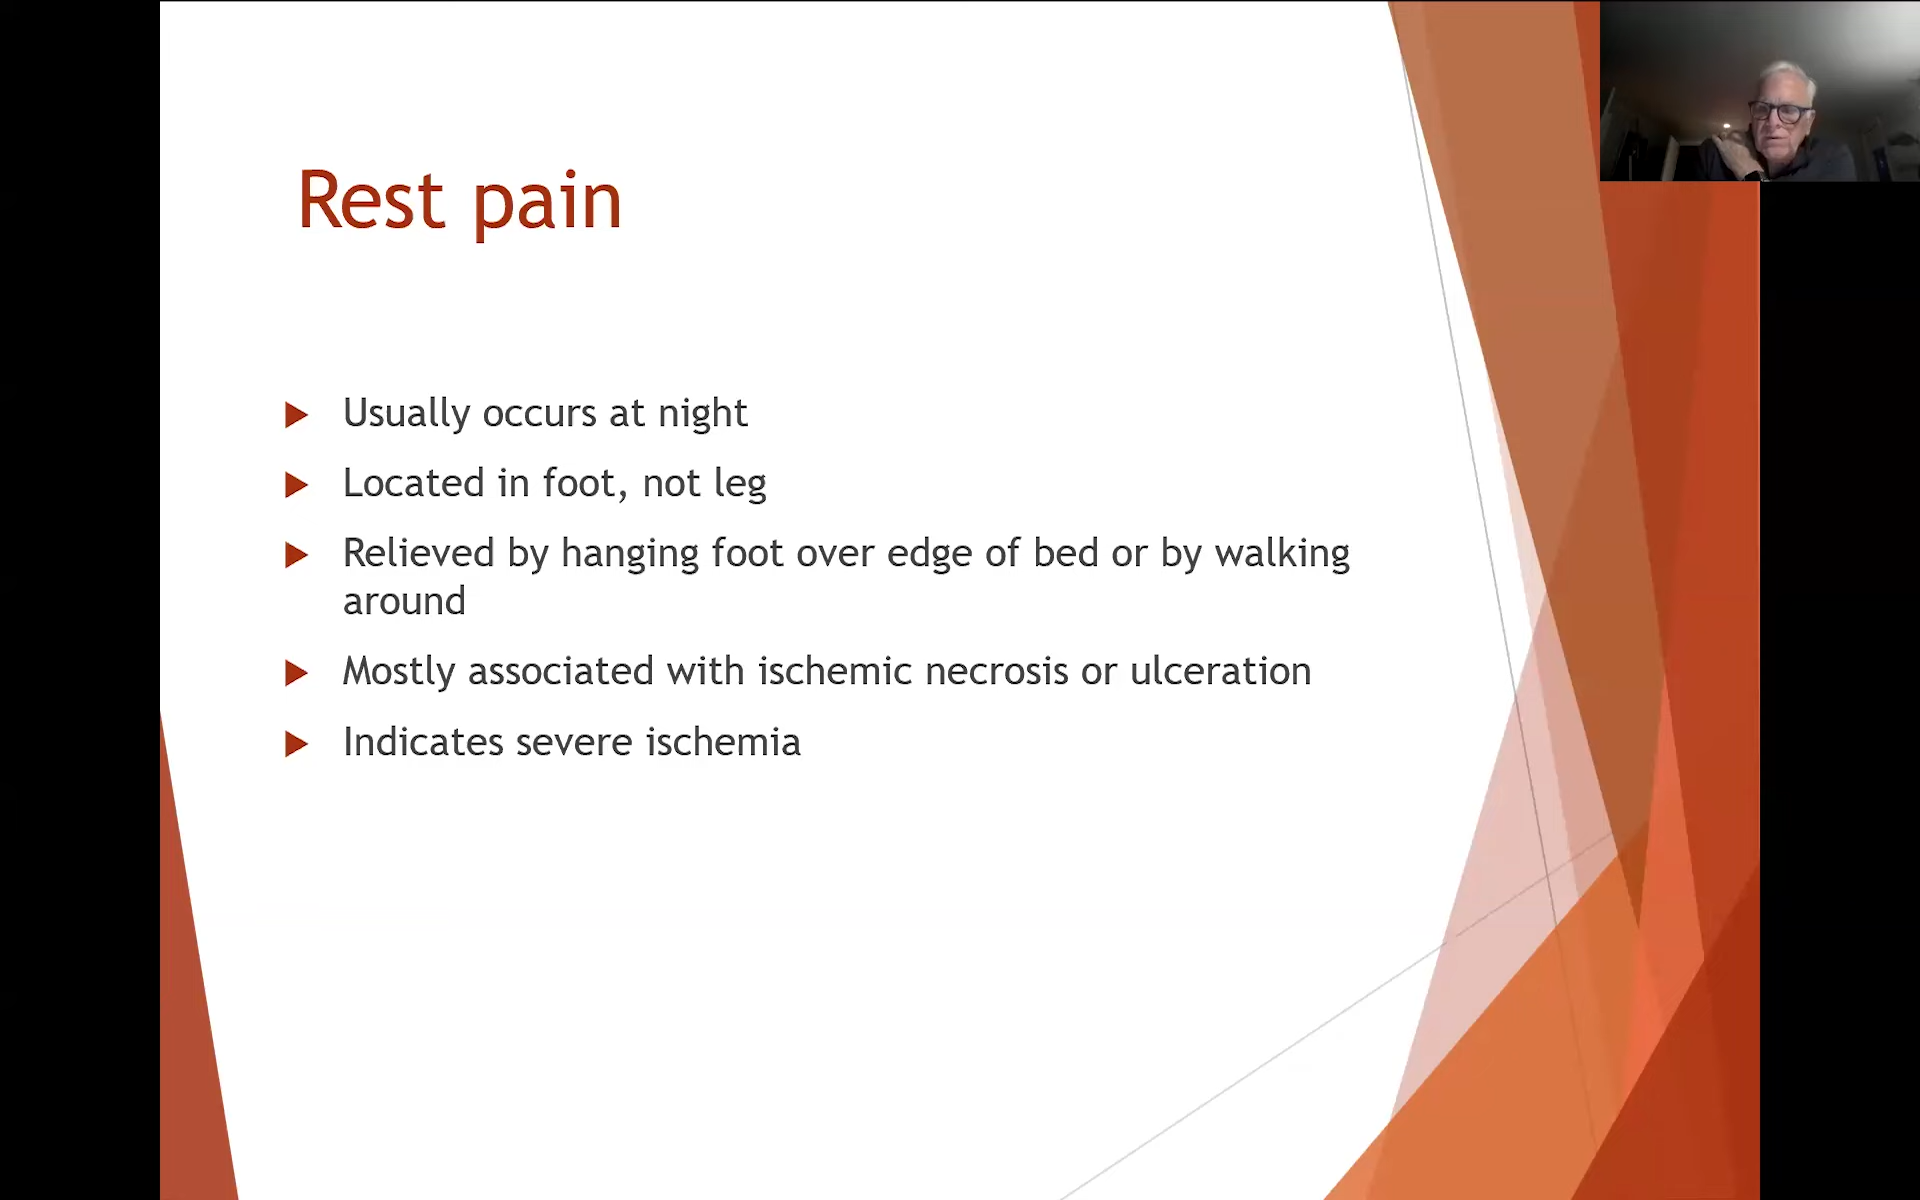 Rest pain
Usually occurs at night
Located in foot, not leg
Relieved by hanging foot over edge of bed or by walking
around
Mostly associated with ischemic necrosis or ulceration
Indicates severe ischemia